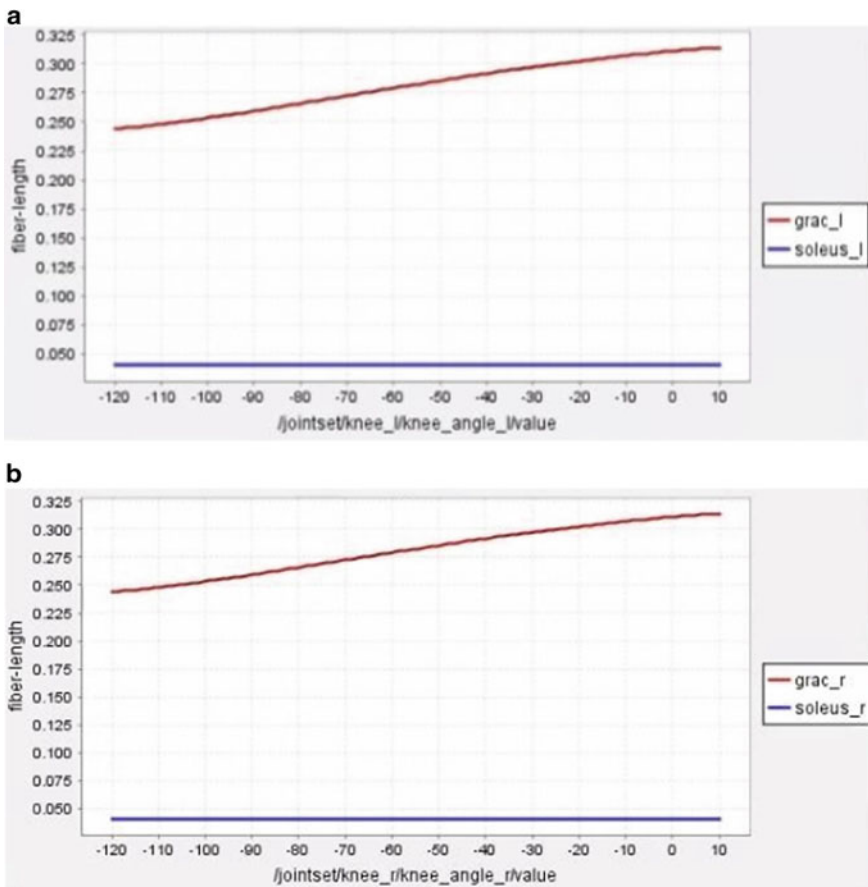 a
0.325
0.300
0.275
0.250
0.225
0.200
0.175
0.150
0.125
0.100
0.075
0.050
fiber-length
-120 -110 -100 -90 -80 -70 -60 -50 -40 -30 -20 -10 0 10
/jointset/knee_l/knee_angle_l/value
grac_l
soleus_l
b
0.325
0.300
0.275
0.250
0.225
0.200
0.175
0.150
0.125
0.100
0.075
0.050
fiber-length
-120 -110 -100 -90 -80 -70 -60 -50 -40 -30 -20 -10 0 10
/jointset/knee_r/knee_angle_r/value
grac_r
soleus_r